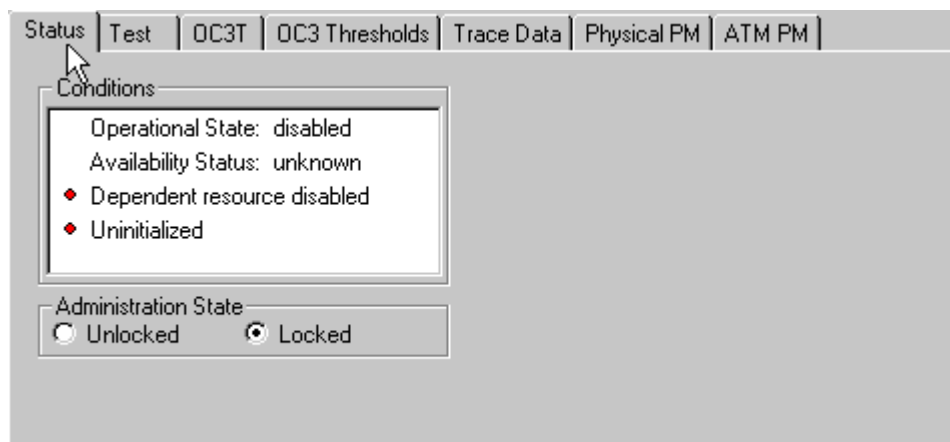 Status Test OC3T OC3 Thresholds Trace Data Physical PM ATM PM
Conditions
Operational State: disabled
Availability Status: unknown
Dependent resource disabled
Uninitialized
Administration State
Unlocked Locked